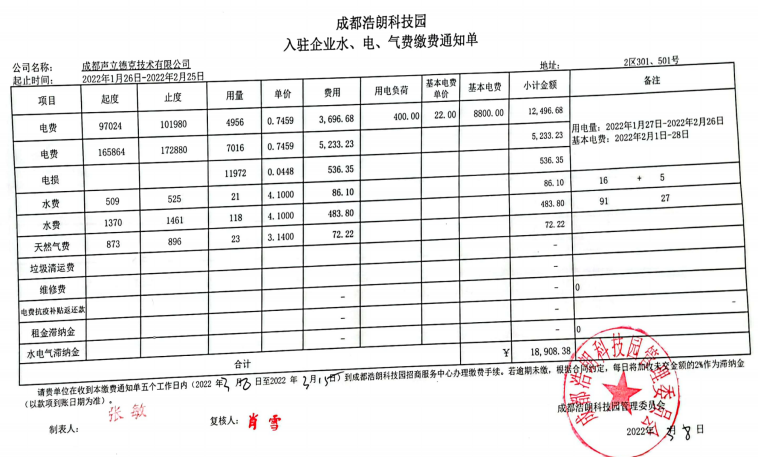 成都浩朗科技园
入驻企业水、电、气费缴费通知单
公司名称： 成都声立德克技术有限公司 地址： 2区301、501号
起止时间： 2022年1月26日-2022年2月25日
项目 起度 止度 用量 单价 费用 用电负荷 基本电费单价 基本电费 小计金额 备注
电费 97024 101980 4956 0.7459 3,696.68 400.00 22.00 8800.00 12,496.68 用电量：2022年1月27日-2022年2月26日
电费 165864 172880 7016 0.7459 5,233.23 5,233.23 基本电费：2022年2月1日-28日
电损 11972 0.0448 536.35 536.35
水费 509 525 21 4.1000 86.10 86.10 16 + 5
水费 1370 1461 118 4.1000 483.80 483.80 91 27
天然气费 873 896 23 3.1400 72.22 72.22
垃圾清运费 -
维修费 - - 0
电费抗疫补贴返还款 - - -
租金滞纳金 - - 0
水电气滞纳金 - -
合计 ¥ 18,908.38
请贵单位在收到本缴费通知单五个工作日内（2022 年3月8日至2022 年3月15日）到成都浩朗科技园招商服务中心办理缴费手续。若逾期未缴，根据合同约定，每日将加收未交金额的2%作为滞纳金
（以款项到账日期为准）。
成都浩朗科技园管理委员会
制表人： 张敏 复核人： 肖雪 2022年3月8日
成都浩朗科技园管理委员会